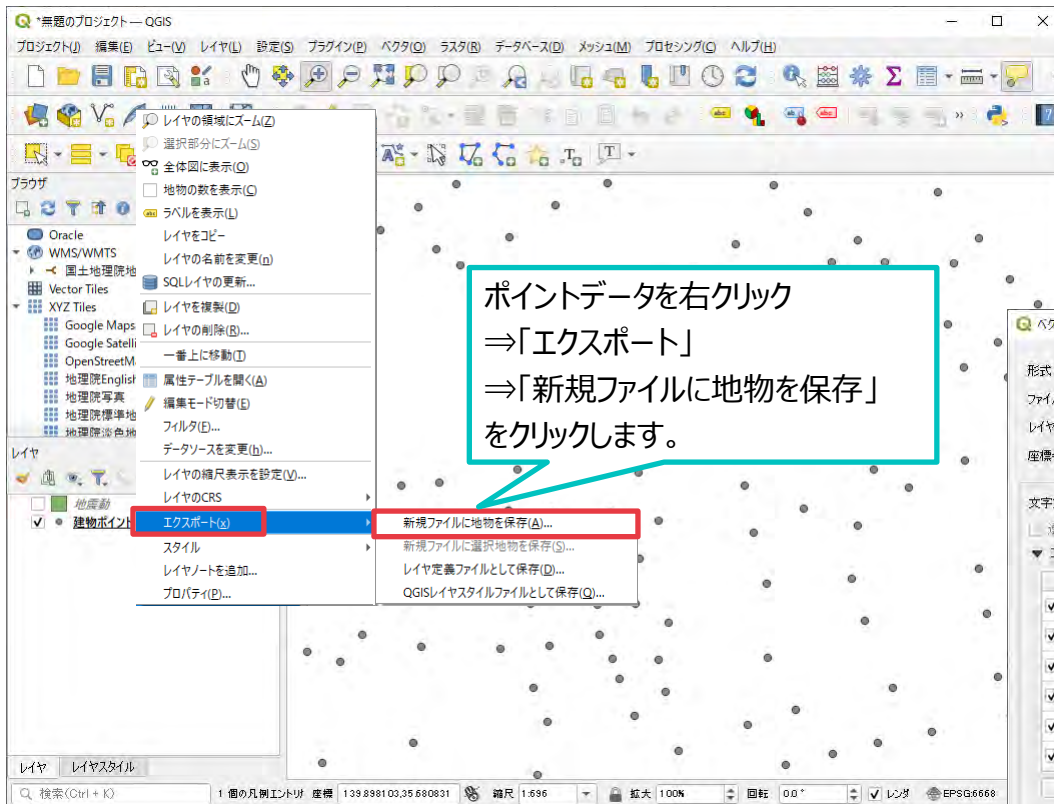 *無題のプロジェクト — QGIS
プロジェクト(J) 編集(E) ビュー(V) レイヤ(L) 設定(S) プラグイン(P) ベクタ(O) ラスタ(R) データベース(D) メッシュ(M) プロセシング(C) ヘルプ(H)
レイヤの領域にズーム(Z)
選択部分にズーム(S)
全体図に表示(O)
地物の数を表示(C)
ラベルを表示(L)
レイヤをコピー
レイヤの名前を変更(n)
SQLレイヤの更新...
レイヤを複製(D)
レイヤの削除(R)...
一番上に移動(T)
属性テーブルを開く(A)
編集モード切替(E)
フィルタ(F)...
データソースを変更(h)...
レイヤの縮尺表示を設定(V)...
レイヤのCRS
エクスポート(x)
スタイル
レイヤノートを追加...
プロパティ(P)...
新規ファイルに地物を保存(A)...
新規ファイルに選択地物を保存(S)...
レイヤ定義ファイルとして保存(D)...
QGISレイヤスタイルファイルとして保存(Q)...
ブラウザ
Oracle
WMS/WMTS
国土地理院地
Vector Tiles
XYZ Tiles
Google Maps
Google Satelli
OpenStreetM
地理院English
地理院写真
地理院標準地
地理院淡色地
レイヤ
地震動
建物ポイント
ポイントデータを右クリック
⇒「エクスポート」
⇒「新規ファイルに地物を保存」
をクリックします。
ベク
形式
ファイ
レイヤ
座標
文字
レイヤ レイヤスタイル
検索(Ctrl + K) 1 個の凡例エントリが 座標 139.898103,35.680831 縮尺 1:696 拡大 100% 回転 0.0 ° レンダ EPSG:6668